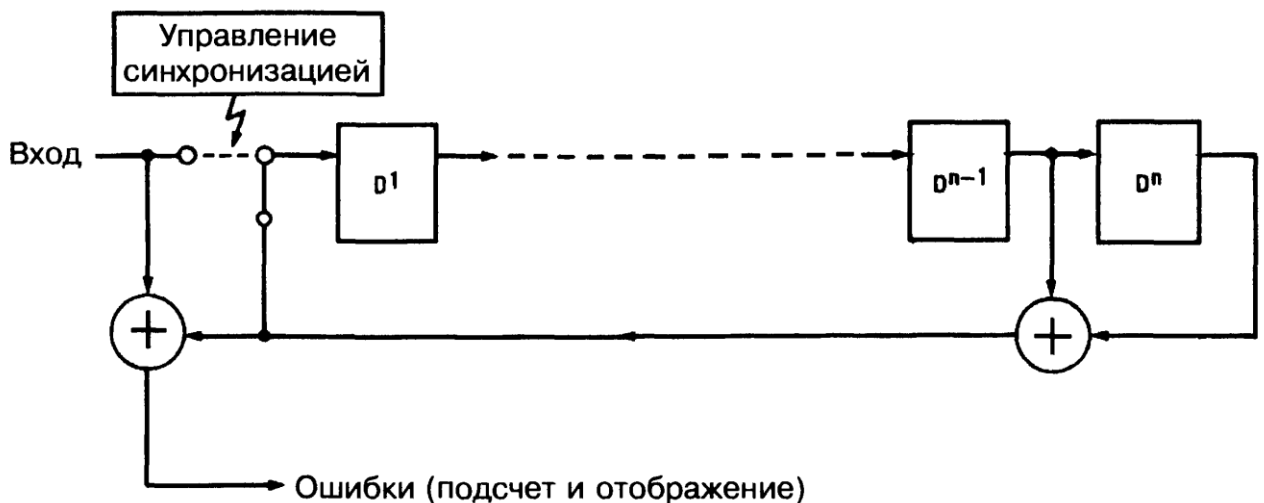 Управление
синхронизацией
Вход
D¹
Dⁿ⁻¹
Dⁿ
+
+
Ошибки (подсчет и отображение)